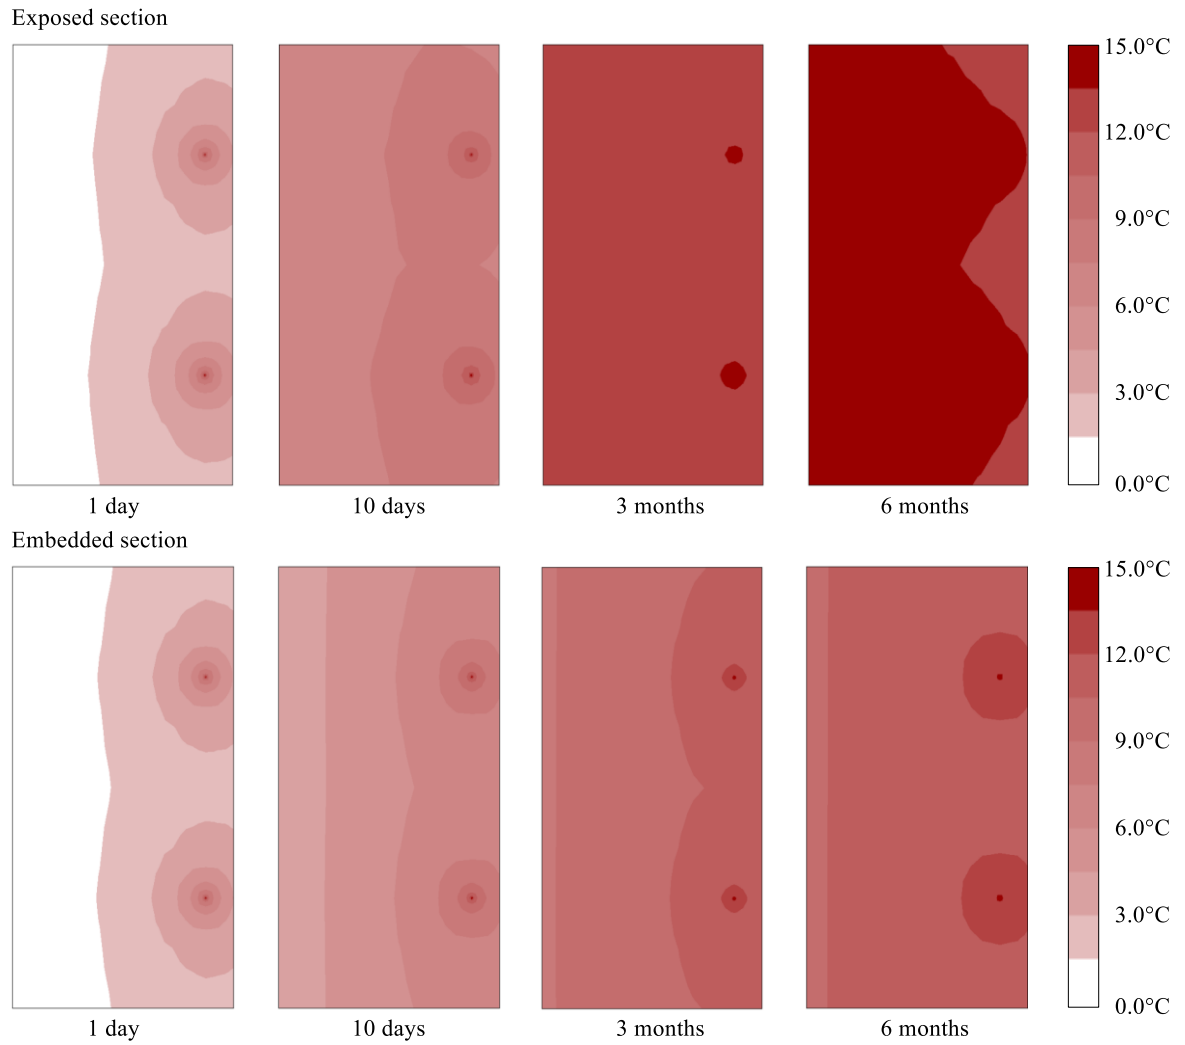 Exposed section
15.0°C
12.0°C
9.0°C
6.0°C
3.0°C
0.0°C
1 day
10 days
3 months
6 months
Embedded section
15.0°C
12.0°C
9.0°C
6.0°C
3.0°C
0.0°C
1 day
10 days
3 months
6 months